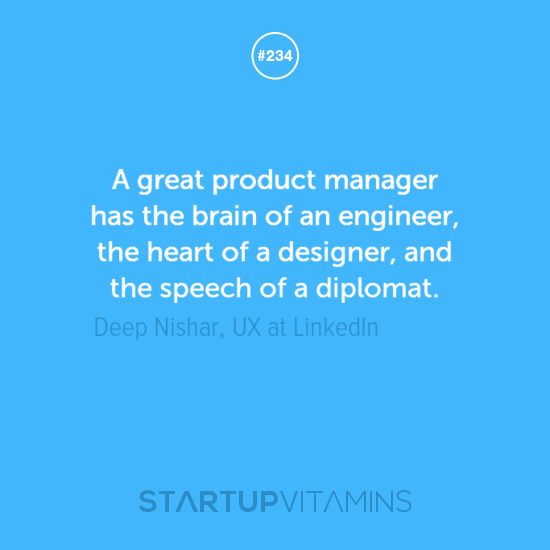 #234
A great product manager
has the brain of an engineer,
the heart of a designer, and
the speech of a diplomat.
Deep Nishar, UX at LinkedIn
STARTUPVITAMINS